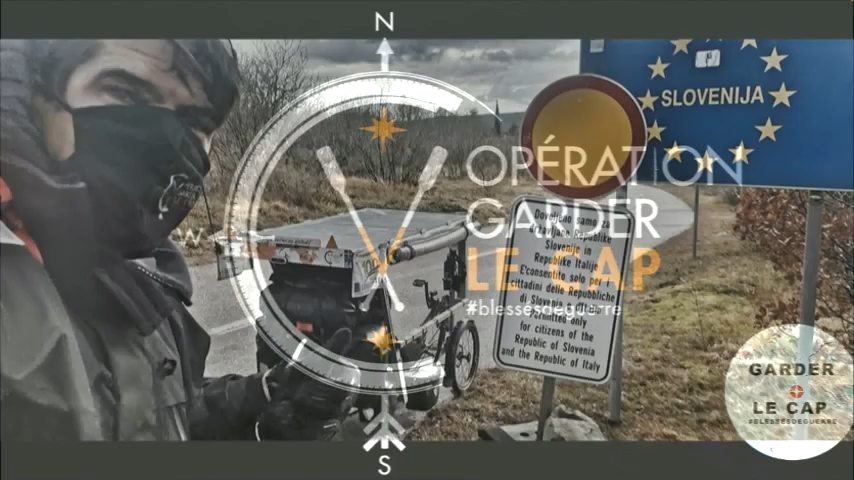 N
SLOVENIJA
OPÉRATION
GARDER
LE CAP
#blessésdeguerre
W
Dovoljeno samo za
državljane Republike
Slovenije in
Republike Italije
E'consentito solo per
cittadini delle Repubbliche
di Slovenia e d'Italia
permitted only
for citizens of the
Republic of Slovenia
and the Republic of Italy
GARDER
LE CAP
#BLESSESDEGUERRE
S